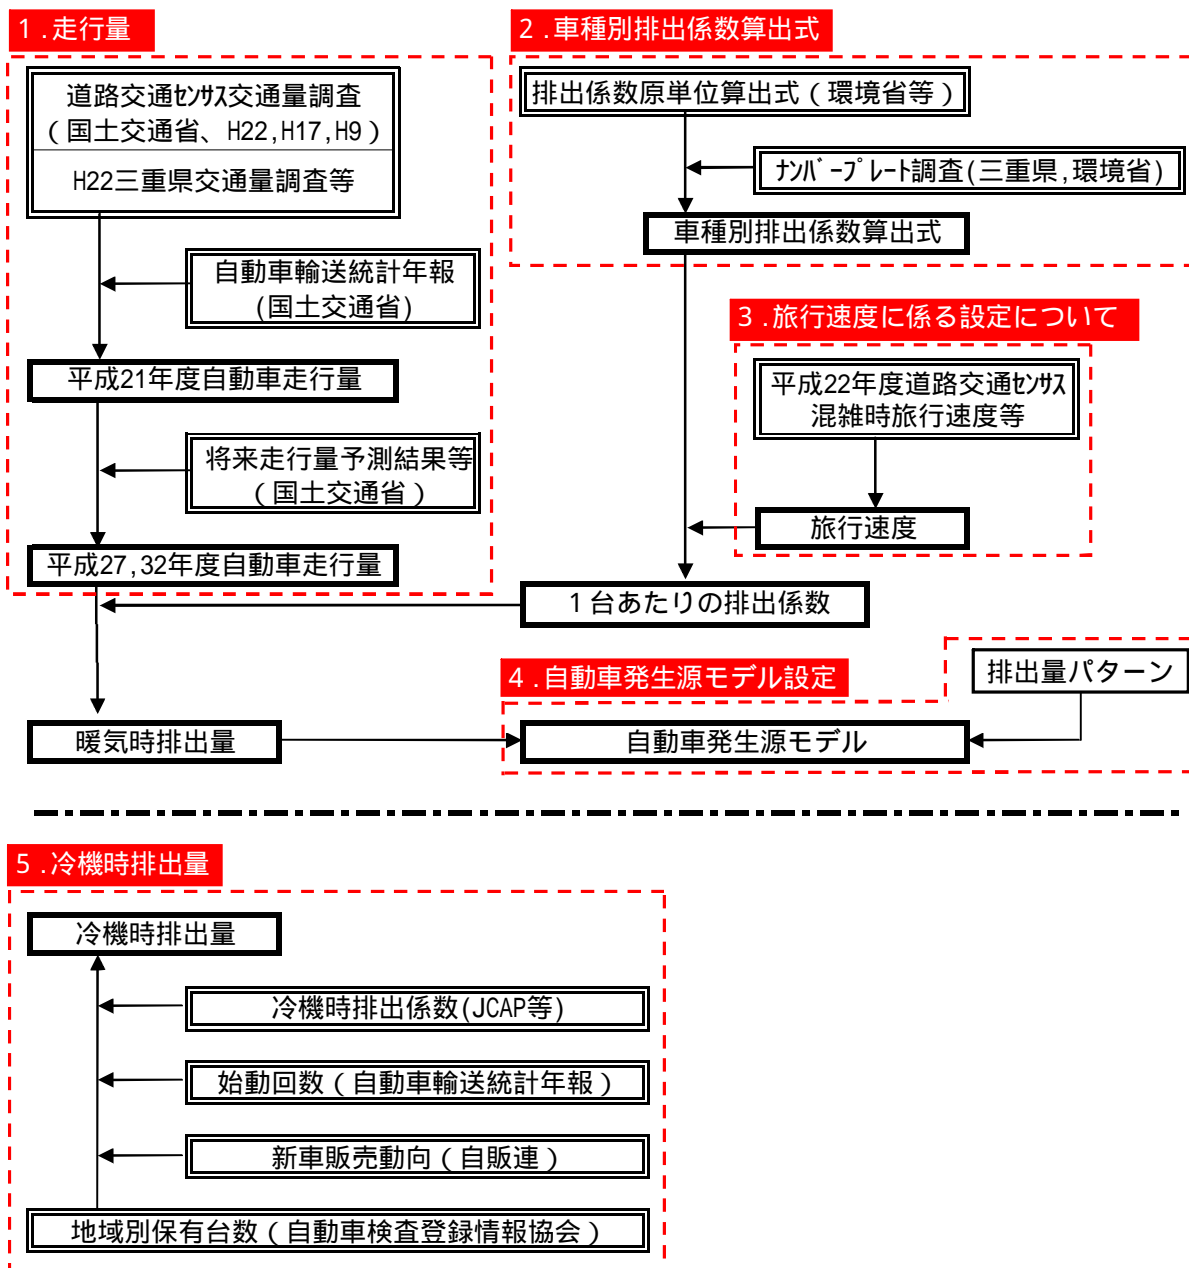 1．走行量
道路交通ｾﾝｻｽ交通量調査
（国土交通省、H22,H17,H9）
H22三重県交通量調査等
自動車輸送統計年報
(国土交通省)
平成21年度自動車走行量
将来走行量予測結果等
（国土交通省）
平成27,32年度自動車走行量
暖気時排出量
2．車種別排出係数算出式
排出係数原単位算出式（環境省等）
ﾅﾝﾊﾞｰﾌﾟﾚｰﾄ調査(三重県,環境省)
車種別排出係数算出式
3．旅行速度に係る設定について
平成22年度道路交通ｾﾝｻｽ
混雑時旅行速度等
旅行速度
1台あたりの排出係数
4．自動車発生源モデル設定
排出量パターン
自動車発生源モデル
5．冷機時排出量
冷機時排出量
冷機時排出係数(JCAP等)
始動回数（自動車輸送統計年報）
新車販売動向（自販連）
地域別保有台数（自動車検査登録情報協会）